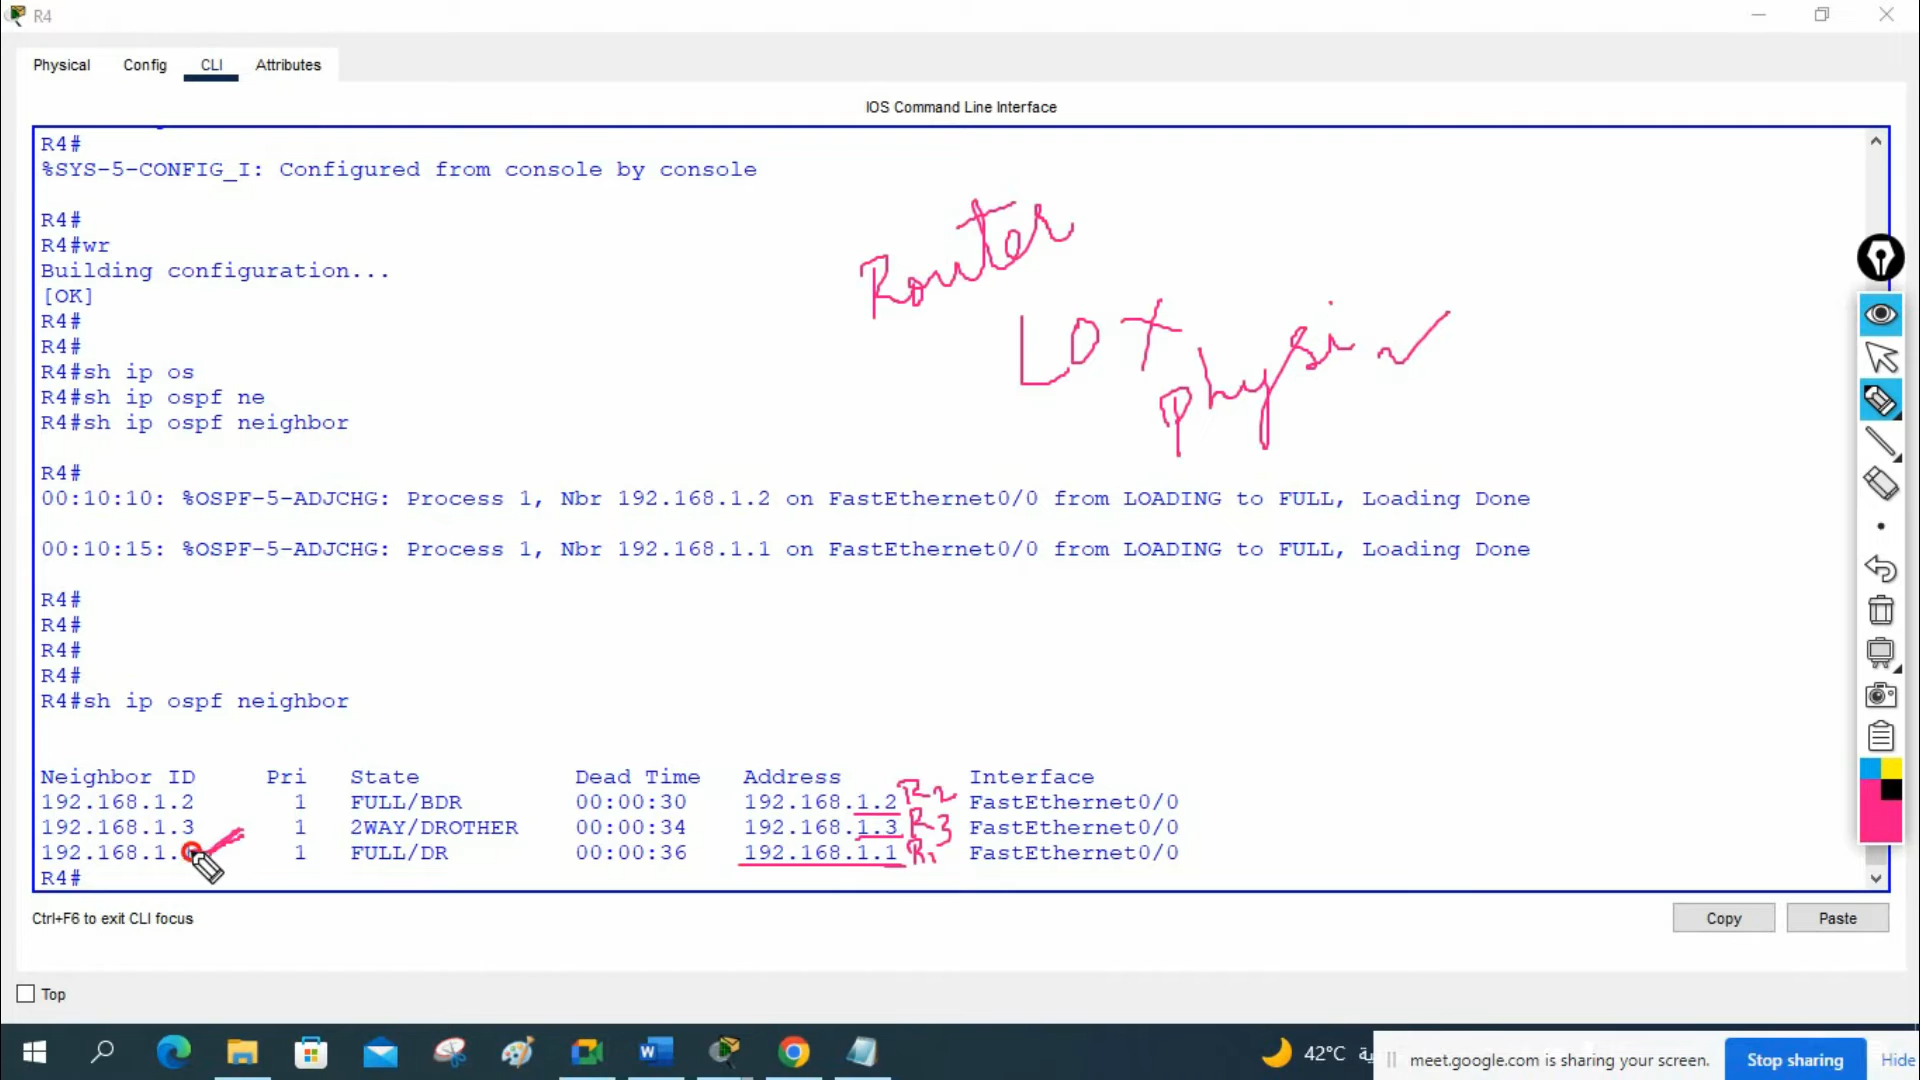 R4
Physical Config CLI Attributes
IOS Command Line Interface
R4#
%SYS-5-CONFIG_I: Configured from console by console
R4#
R4#wr
Building configuration...
[OK]
R4#
R4#
R4#sh ip os
R4#sh ip ospf ne
R4#sh ip ospf neighbor
R4#
00:10:10: %OSPF-5-ADJCHG: Process 1, Nbr 192.168.1.2 on FastEthernet0/0 from LOADING to FULL, Loading Done
00:10:15: %OSPF-5-ADJCHG: Process 1, Nbr 192.168.1.1 on FastEthernet0/0 from LOADING to FULL, Loading Done
R4#
R4#
R4#
R4#
R4#sh ip ospf neighbor
Neighbor ID Pri State Dead Time Address Interface
192.168.1.2 1 FULL/BDR 00:00:30 192.168.1.2 R2 FastEthernet0/0
192.168.1.3 1 2WAY/DROTHER 00:00:34 192.168.1.3 R3 FastEthernet0/0
192.168.1. 1 FULL/DR 00:00:36 192.168.1.1 R1 FastEthernet0/0
R4#
Router
LO
Physi
Ctrl+F6 to exit CLI focus
Copy Paste
Top
42°C
meet.google.com is sharing your screen. Stop sharing Hide